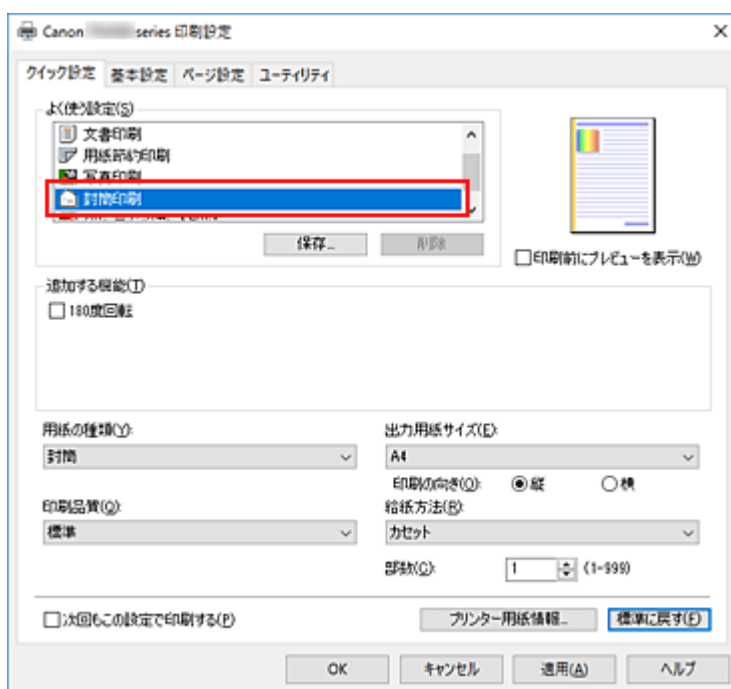 Canon series 印刷設定
クイック設定 基本設定 ページ設定 ユーティリティ
よく使う設定(S)
文書印刷
用紙節約印刷
写真印刷
封筒印刷
保存...
削除
印刷前にプレビューを表示(W)
追加する機能(T)
180度回転
用紙の種類(Y):
封筒
出力用紙サイズ(E):
A4
印刷の向き(O): 縦 横
印刷品質(Q):
標準
給紙方法(R):
カセット
部数(C): 1 (1-999)
次回もこの設定で印刷する(P)
プリンター用紙情報... 標準に戻す(F)
OK キャンセル 適用(A) ヘルプ